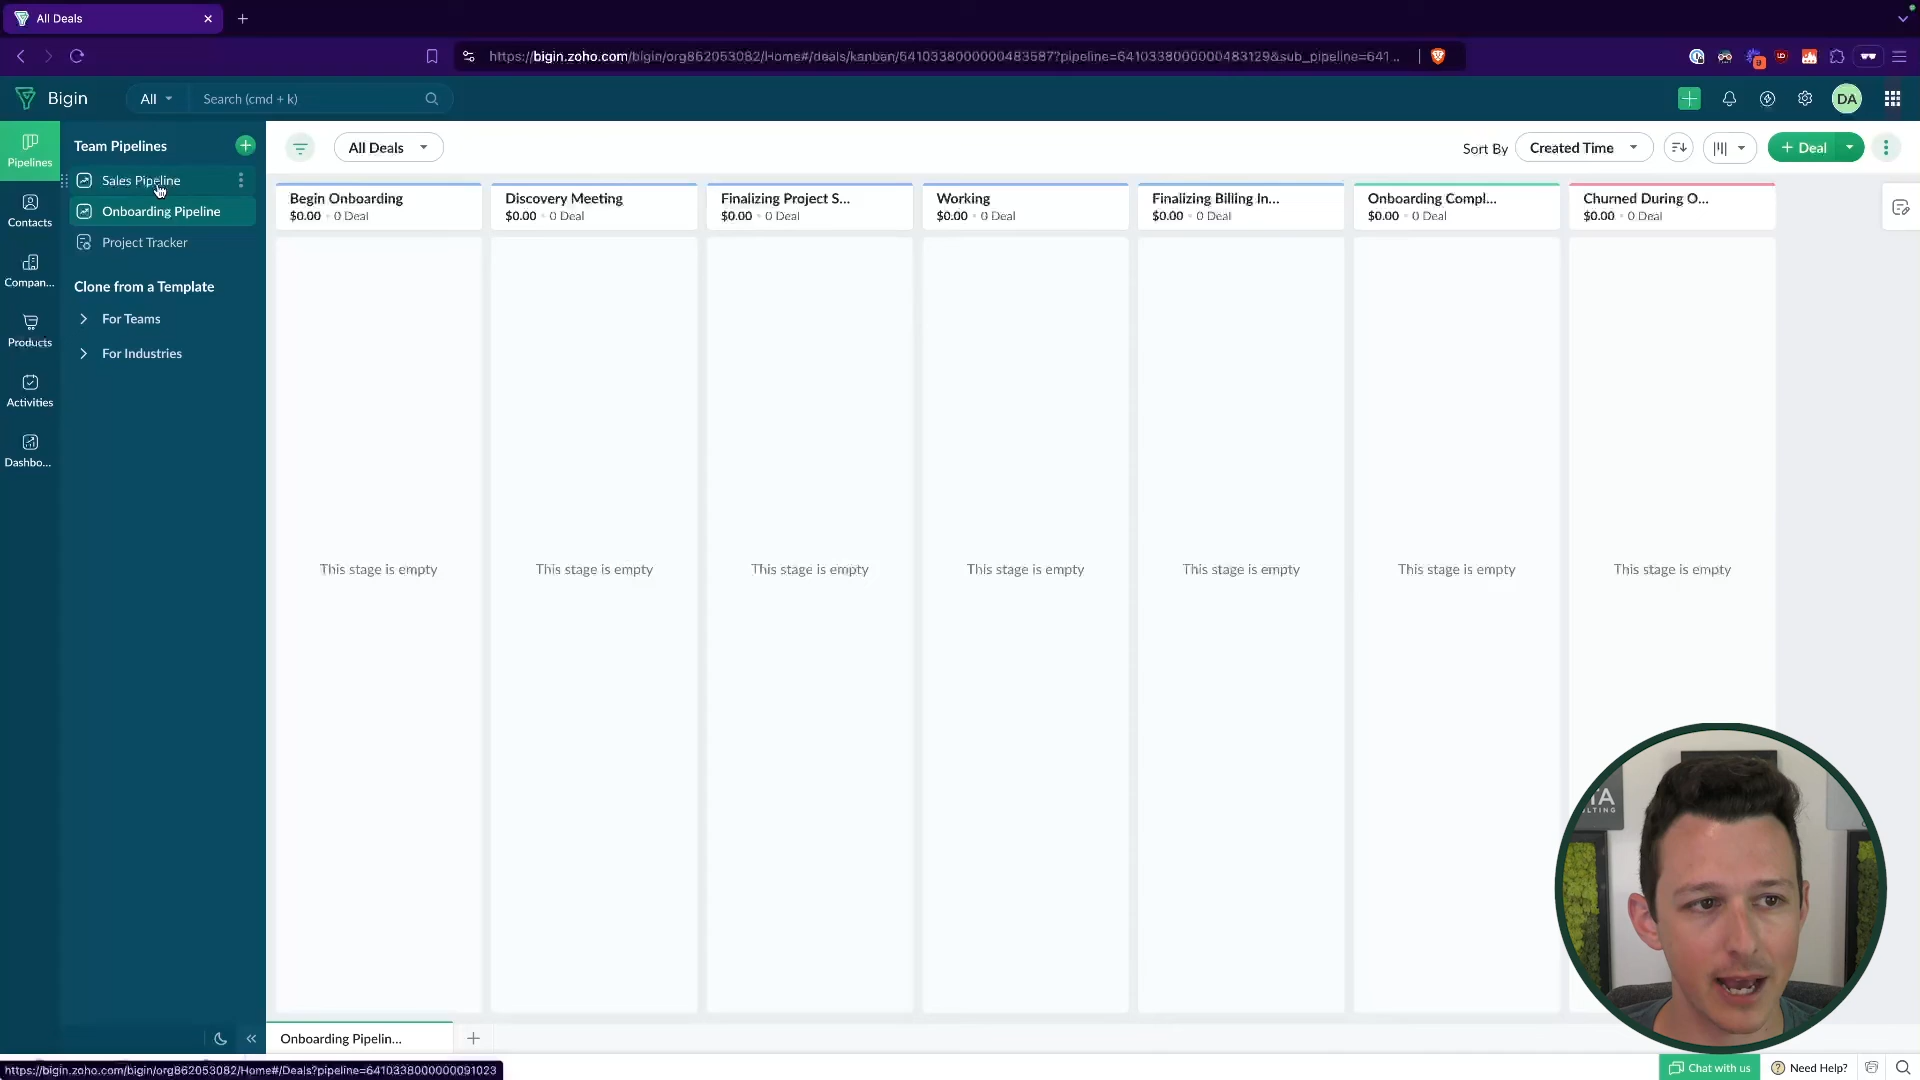 All Deals
https://bigin.zoho.com/bigin/org862053082/Home#/deals/kanban/6410338000000483587?pipeline=6410338000000483129&sub_pipeline=641...
9
Bigin
All
Search (cmd + k)
DA
Pipelines
Contacts
Compan...
Products
Activities
Dashbo...
Team Pipelines
Sales Pipeline
Onboarding Pipeline
Project Tracker
Clone from a Template
For Teams
For Industries
All Deals
Sort By
Created Time
+ Deal
Begin Onboarding
$0.00 • 0 Deal
Discovery Meeting
$0.00 • 0 Deal
Finalizing Project S...
$0.00 • 0 Deal
Working
$0.00 • 0 Deal
Finalizing Billing In...
$0.00 • 0 Deal
Onboarding Compl...
$0.00 • 0 Deal
Churned During O...
$0.00 • 0 Deal
This stage is empty
This stage is empty
This stage is empty
This stage is empty
This stage is empty
This stage is empty
This stage is empty
TA
ULTING
Onboarding Pipelin...
https://bigin.zoho.com/bigin/org862053082/Home#/Deals?pipeline=6410338000000091023
Chat with us
Need Help?